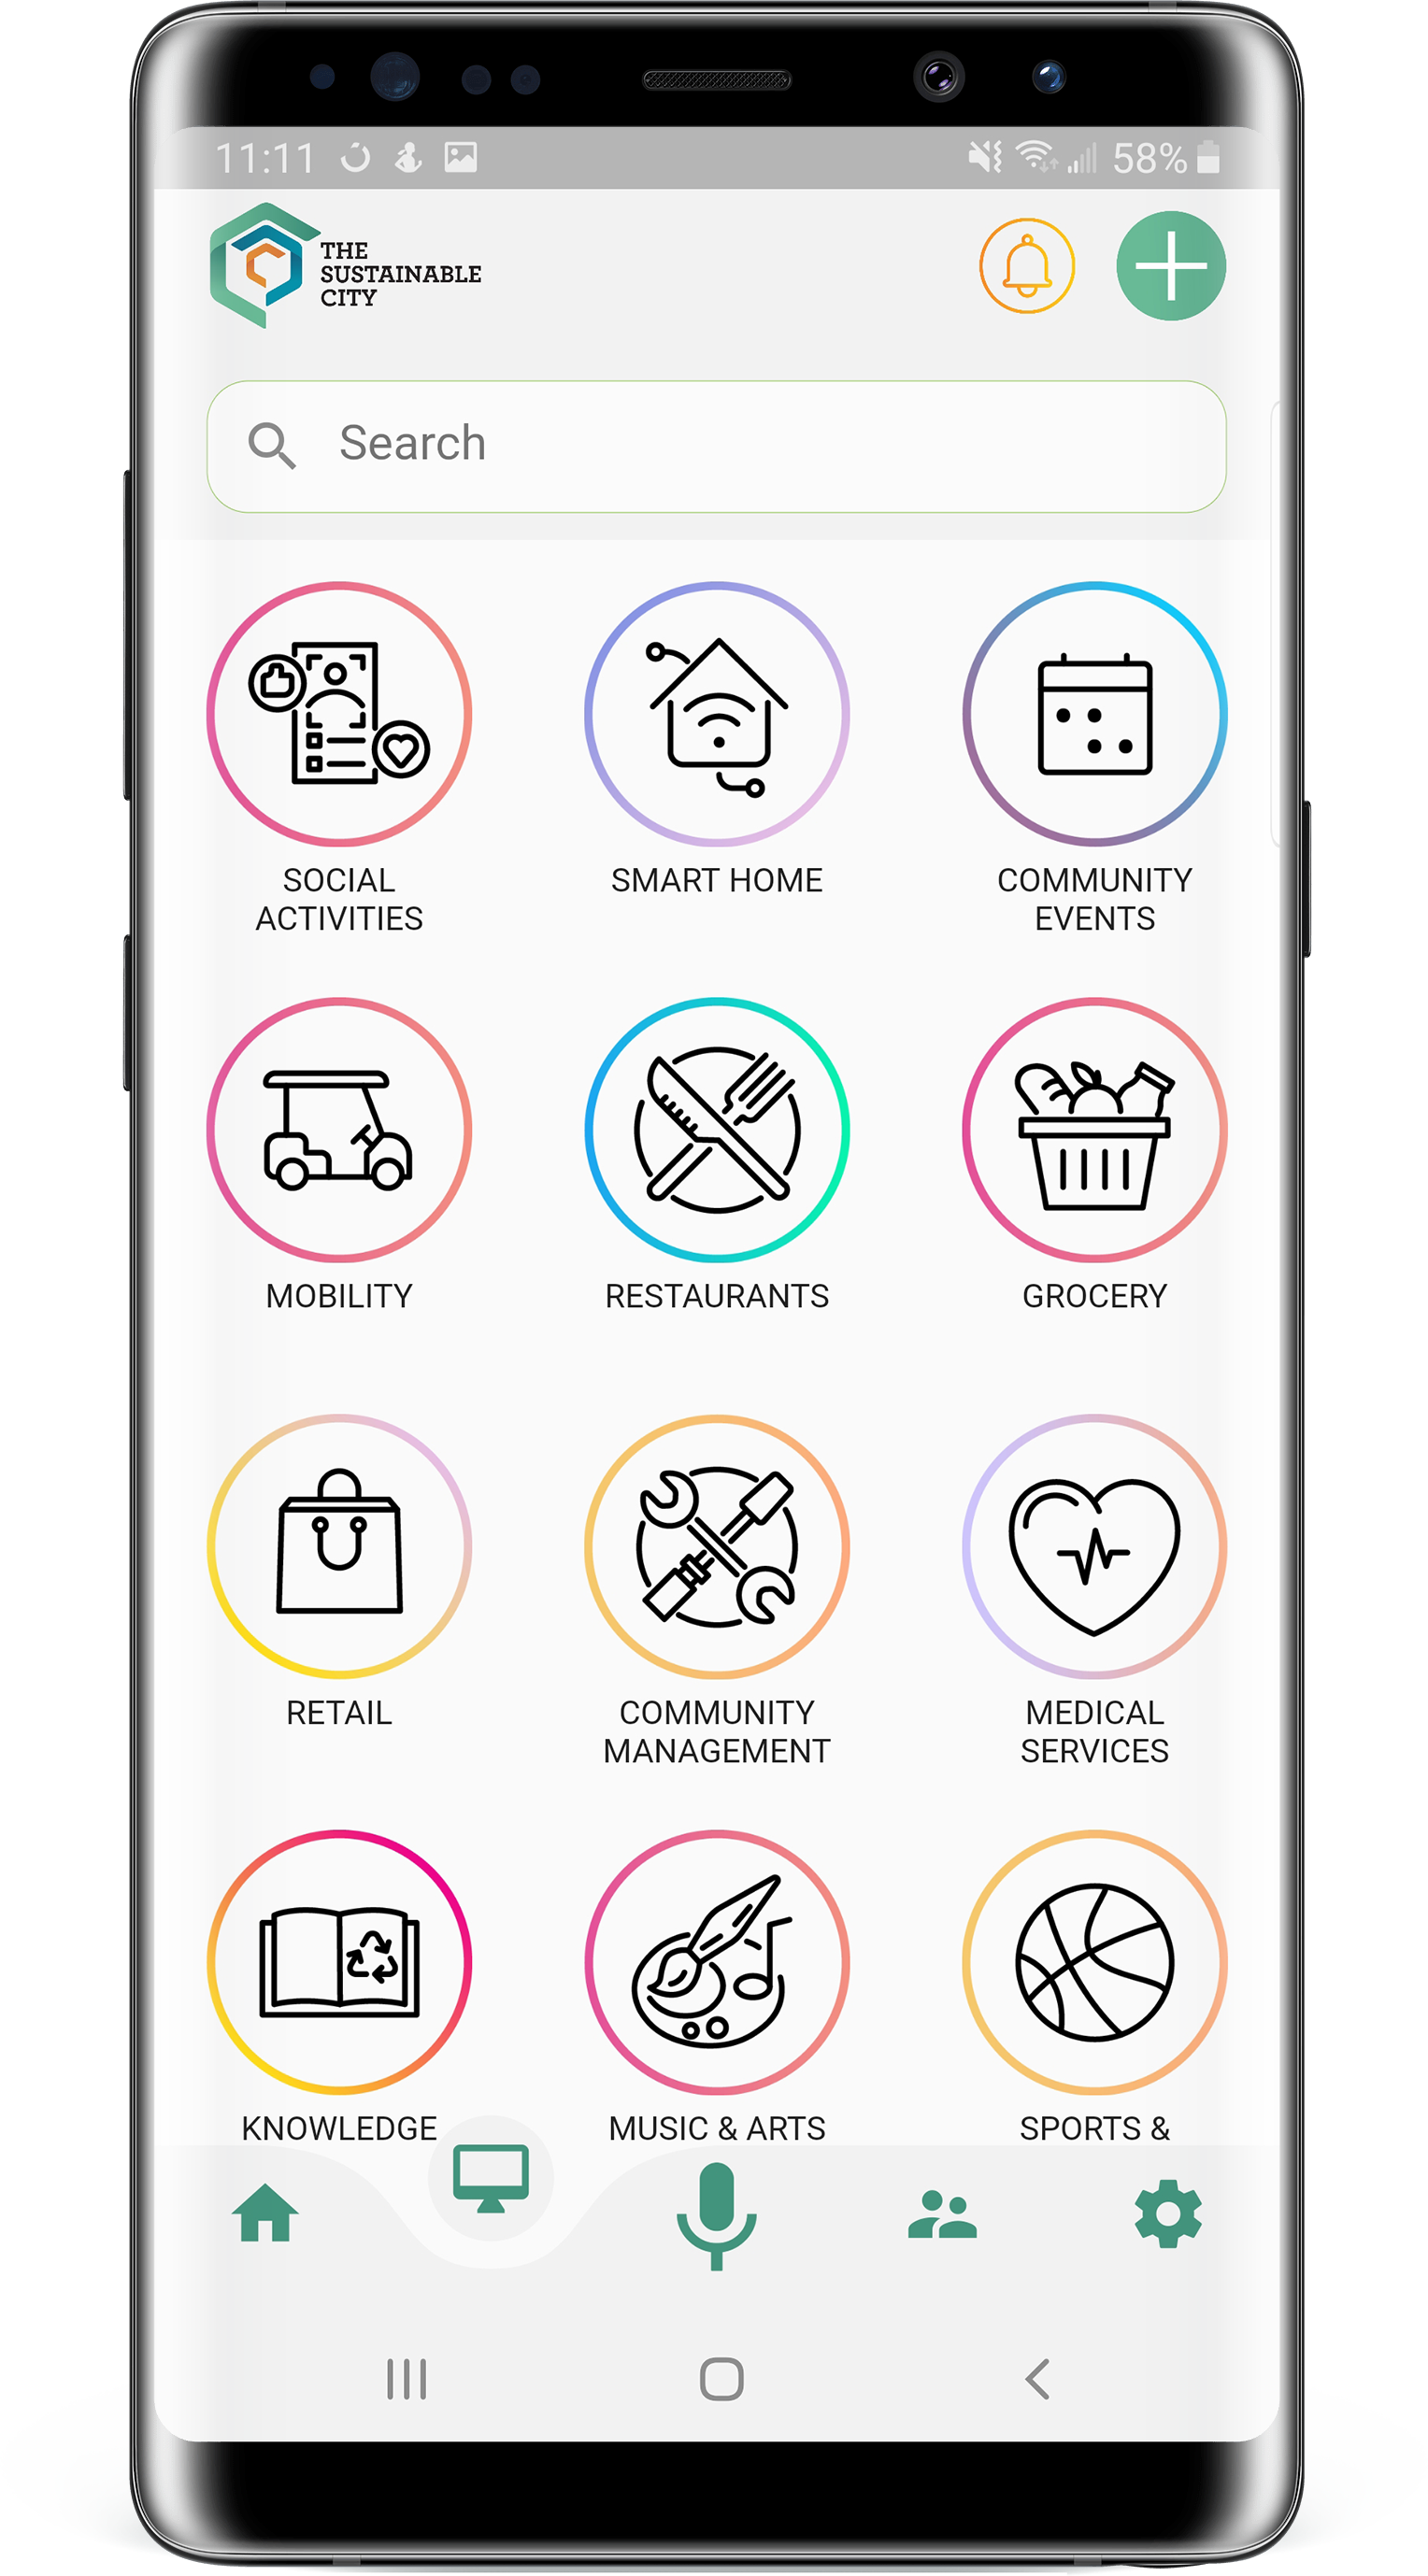 11:11 58%
THE
SUSTAINABLE
CITY
Search
SOCIAL
ACTIVITIES
SMART HOME
COMMUNITY
EVENTS
MOBILITY
RESTAURANTS
GROCERY
RETAIL
COMMUNITY
MANAGEMENT
MEDICAL
SERVICES
KNOWLEDGE
MUSIC & ARTS
SPORTS &